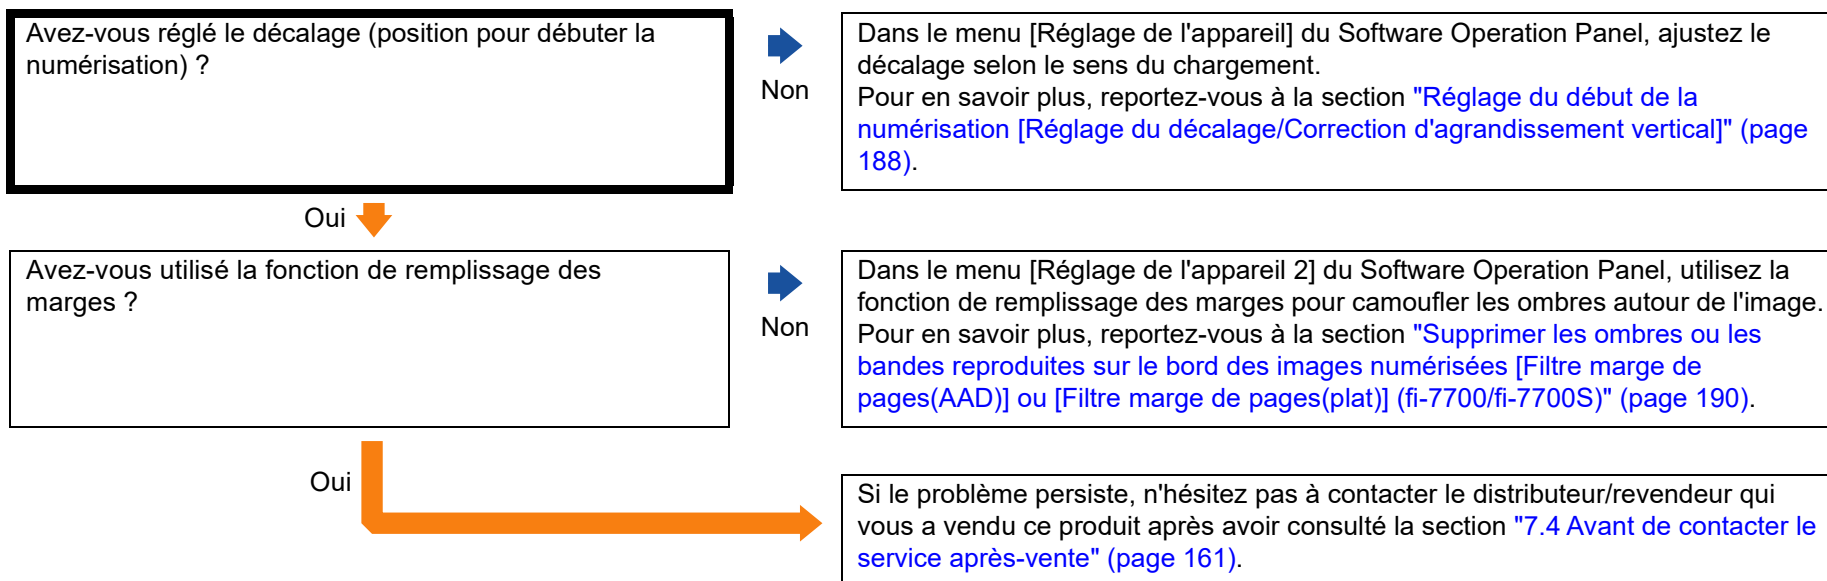 Avez-vous réglé le décalage (position pour débuter la
numérisation) ?
Non
Dans le menu [Réglage de l'appareil] du Software Operation Panel, ajustez le
décalage selon le sens du chargement.
Pour en savoir plus, reportez-vous à la section "Réglage du début de la
numérisation [Réglage du décalage/Correction d'agrandissement vertical]" (page
188).
Oui
Avez-vous utilisé la fonction de remplissage des
marges ?
Non
Dans le menu [Réglage de l'appareil 2] du Software Operation Panel, utilisez la
fonction de remplissage des marges pour camoufler les ombres autour de l'image.
Pour en savoir plus, reportez-vous à la section "Supprimer les ombres ou les
bandes reproduites sur le bord des images numérisées [Filtre marge de
pages(AAD)] ou [Filtre marge de pages(plat)] (fi-7700/fi-7700S)" (page 190).
Oui
Si le problème persiste, n'hésitez pas à contacter le distributeur/revendeur qui
vous a vendu ce produit après avoir consulté la section "7.4 Avant de contacter le
service après-vente" (page 161).